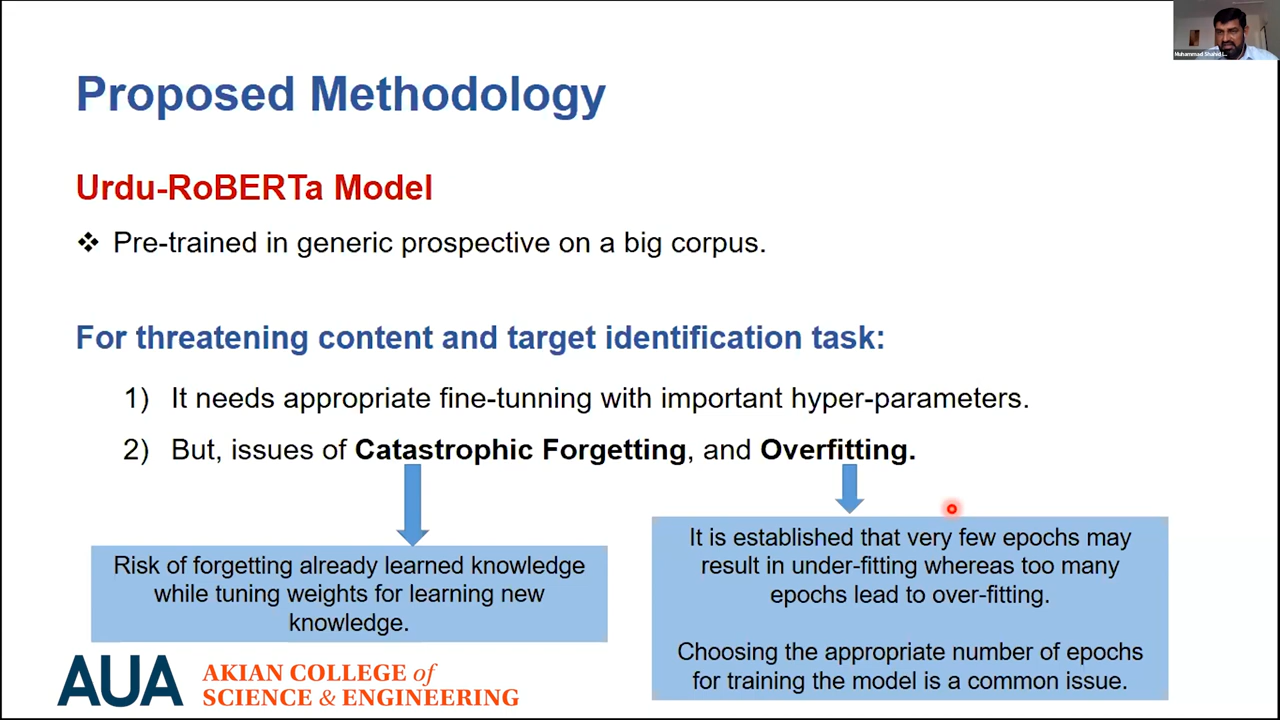 Muhammad Shahid I..
Proposed Methodology
Urdu-RoBERTa Model
❖ Pre-trained in generic prospective on a big corpus.
For threatening content and target identification task:
1) It needs appropriate fine-tunning with important hyper-parameters.
2) But, issues of Catastrophic Forgetting, and Overfitting.
Risk of forgetting already learned knowledge
while tuning weights for learning new
knowledge.
It is established that very few epochs may
result in under-fitting whereas too many
epochs lead to over-fitting.
Choosing the appropriate number of epochs
for training the model is a common issue.
AUA
AKIAN COLLEGE of
SCIENCE & ENGINEERING